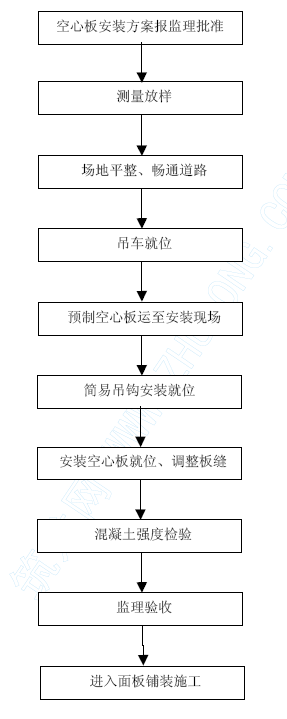 空心板安装方案报监理批准
测量放样
场地平整、畅通道路
吊车就位
预制空心板运至安装现场
简易吊钩安装就位
安装空心板就位、调整板缝
混凝土强度检验
监理验收
进入面板铺装施工